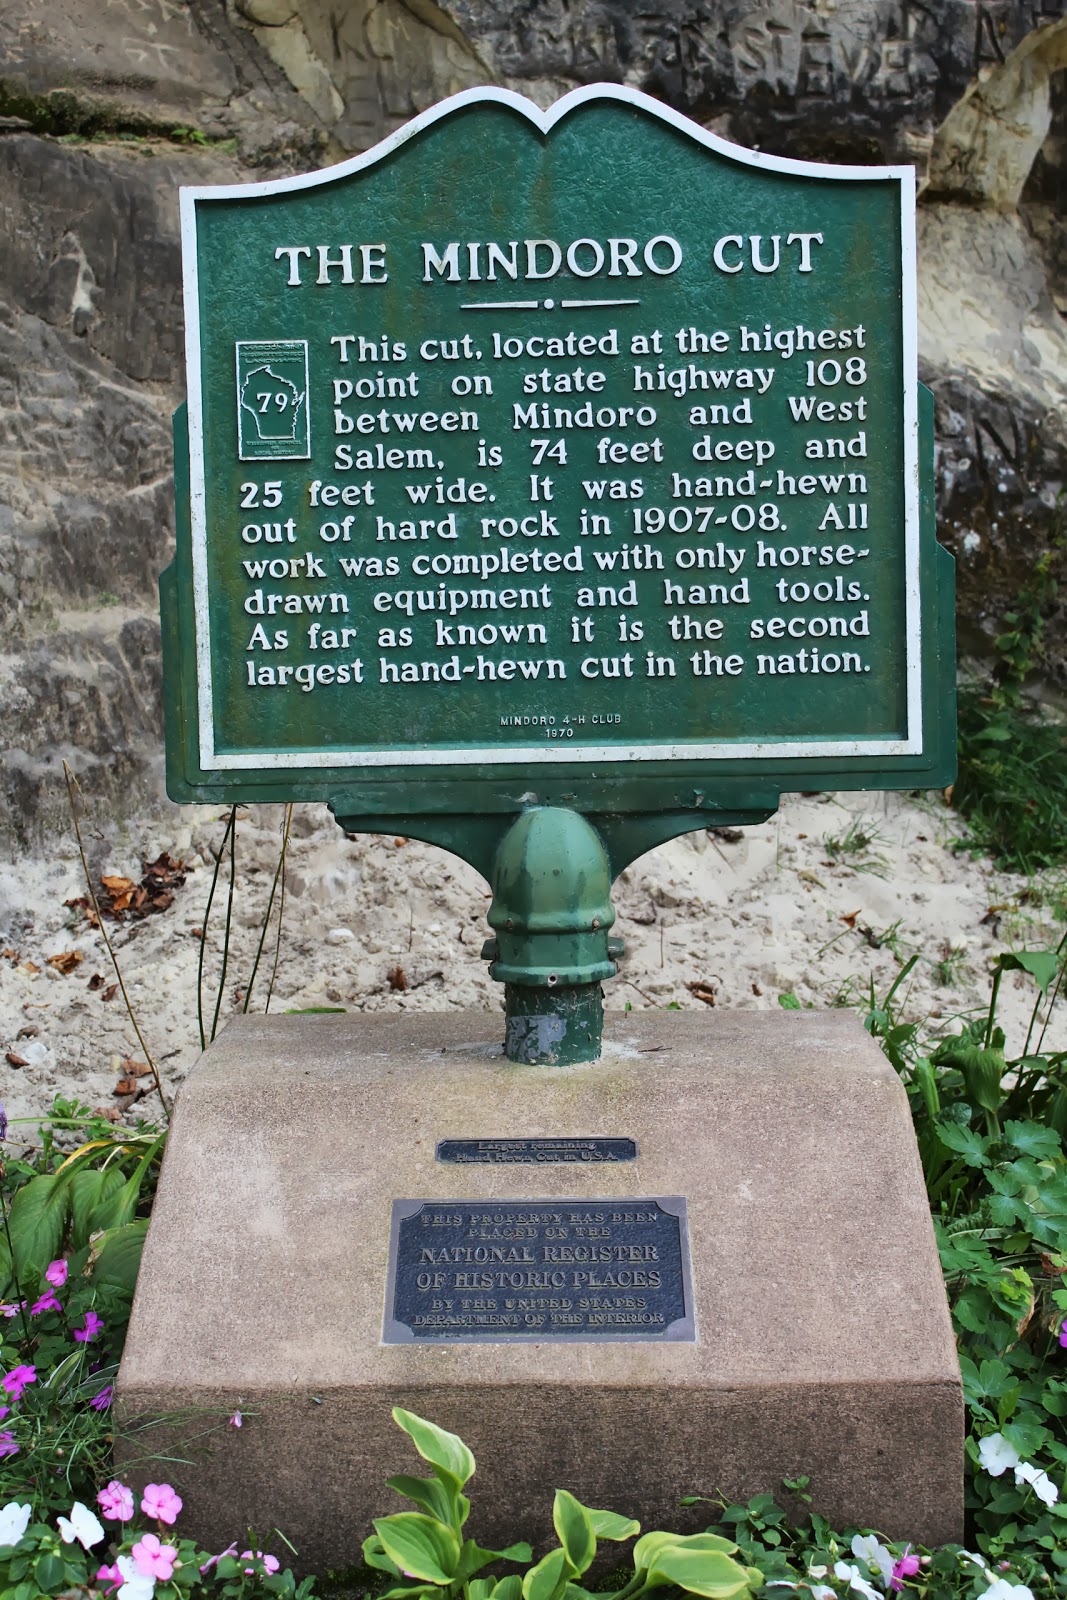 STEVE
THE MINDORO CUT
WISCONSIN
REGISTERED
LANDMARK
79
This cut, located at the highest
point on state highway 108
between Mindoro and West
Salem, is 74 feet deep and
25 feet wide. It was hand-hewn
out of hard rock in 1907-08. All
work was completed with only horse-
drawn equipment and hand tools.
As far as known it is the second
largest hand-hewn cut in the nation.
MINDORO 4-H CLUB
1970
Largest remaining
Hand Hewn Cut in U.S.A.
THIS PROPERTY HAS BEEN
PLACED ON THE
NATIONAL REGISTER
OF HISTORIC PLACES
BY THE UNITED STATES
DEPARTMENT OF THE INTERIOR